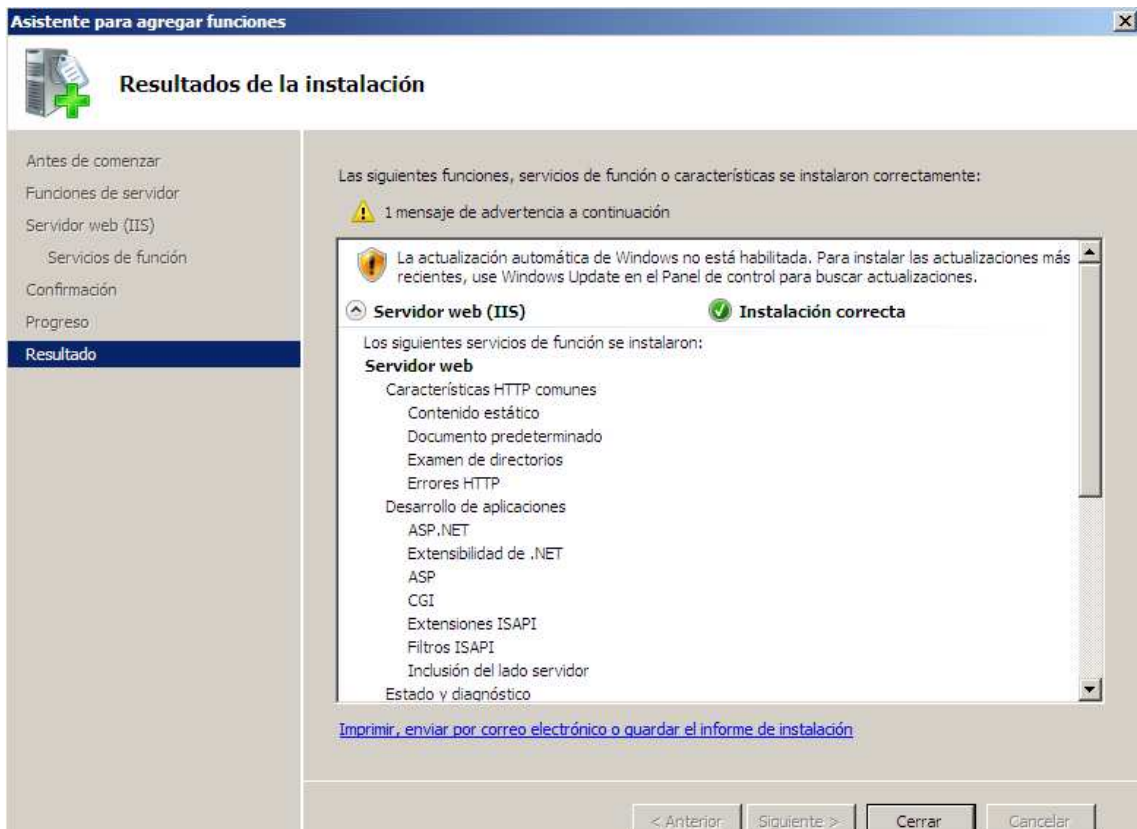 Asistente para agregar funciones
Resultados de la instalación
Antes de comenzar
Funciones de servidor
Servidor web (IIS)
Servicios de función
Confirmación
Progreso
Resultado
Las siguientes funciones, servicios de función o características se instalaron correctamente:
1 mensaje de advertencia a continuación
La actualización automática de Windows no está habilitada. Para instalar las actualizaciones más
recientes, use Windows Update en el Panel de control para buscar actualizaciones.
Servidor web (IIS) Instalación correcta
Los siguientes servicios de función se instalaron:
Servidor web
Características HTTP comunes
Contenido estático
Documento predeterminado
Examen de directorios
Errores HTTP
Desarrollo de aplicaciones
ASP.NET
Extensibilidad de .NET
ASP
CGI
Extensiones ISAPI
Filtros ISAPI
Inclusión del lado servidor
Estado y diagnóstico
Imprimir, enviar por correo electrónico o guardar el informe de instalación
< Anterior Siguiente > Cerrar Cancelar